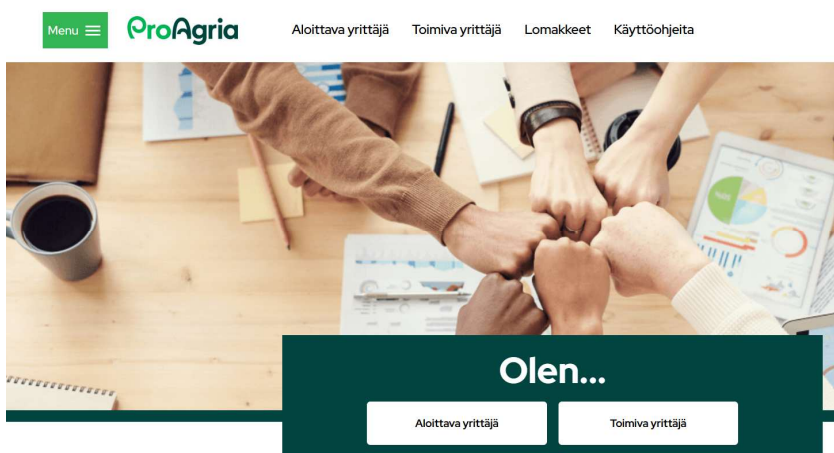 Menu
ProAgria
Aloittava yrittäjä
Toimiva yrittäjä
Lomakkeet
Käyttöohjeita
Olen...
Aloittava yrittäjä
Toimiva yrittäjä